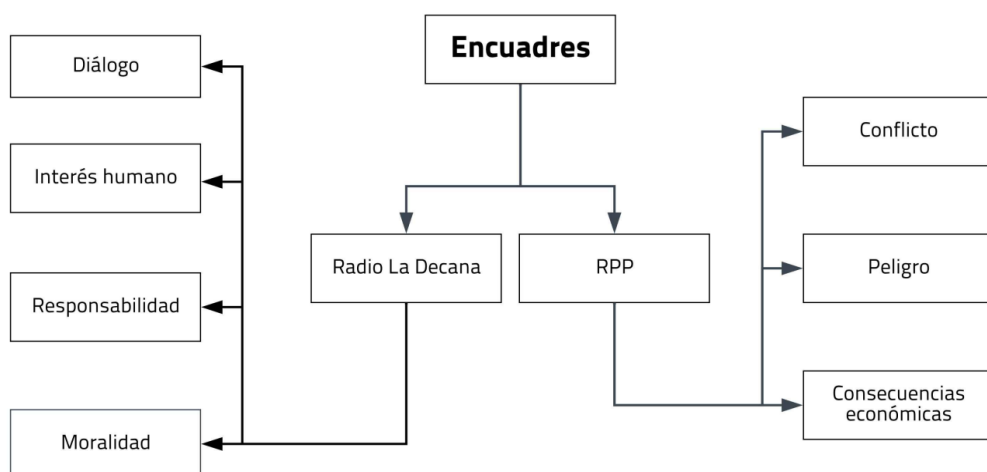 Encuadres
Diálogo
Interés humano
Responsabilidad
Moralidad
Radio La Decana
RPP
Conflicto
Peligro
Consecuencias
económicas